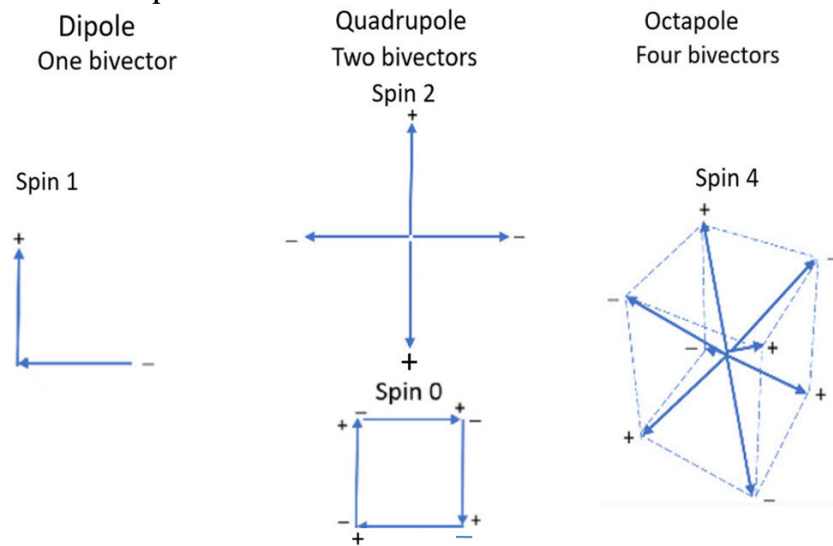 Dipole
One bivector
Spin 1
+
−
Quadrupole
Two bivectors
Spin 2
+
− −
+
Spin 0
− +
+ −
− +
+ −
Octapole
Four bivectors
Spin 4
+
−
−
− +
+
+
−